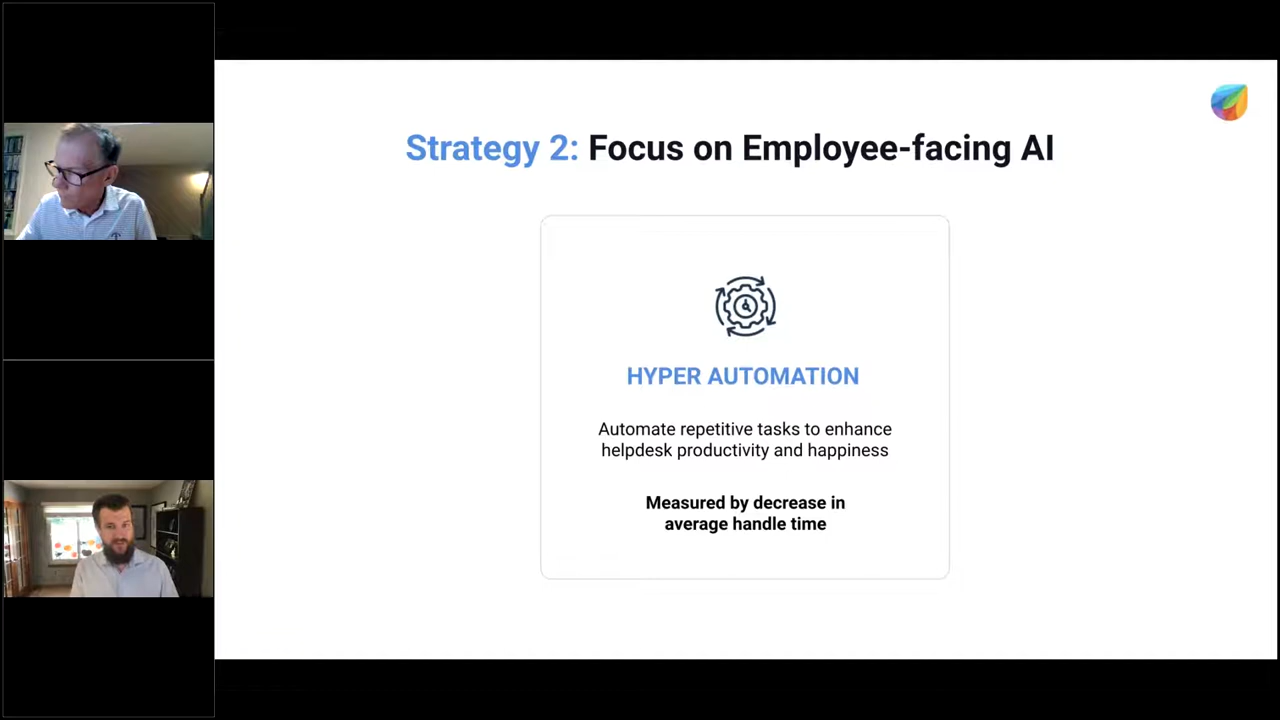 Strategy 2: Focus on Employee-facing AI
HYPER AUTOMATION
Automate repetitive tasks to enhance
helpdesk productivity and happiness
Measured by decrease in
average handle time